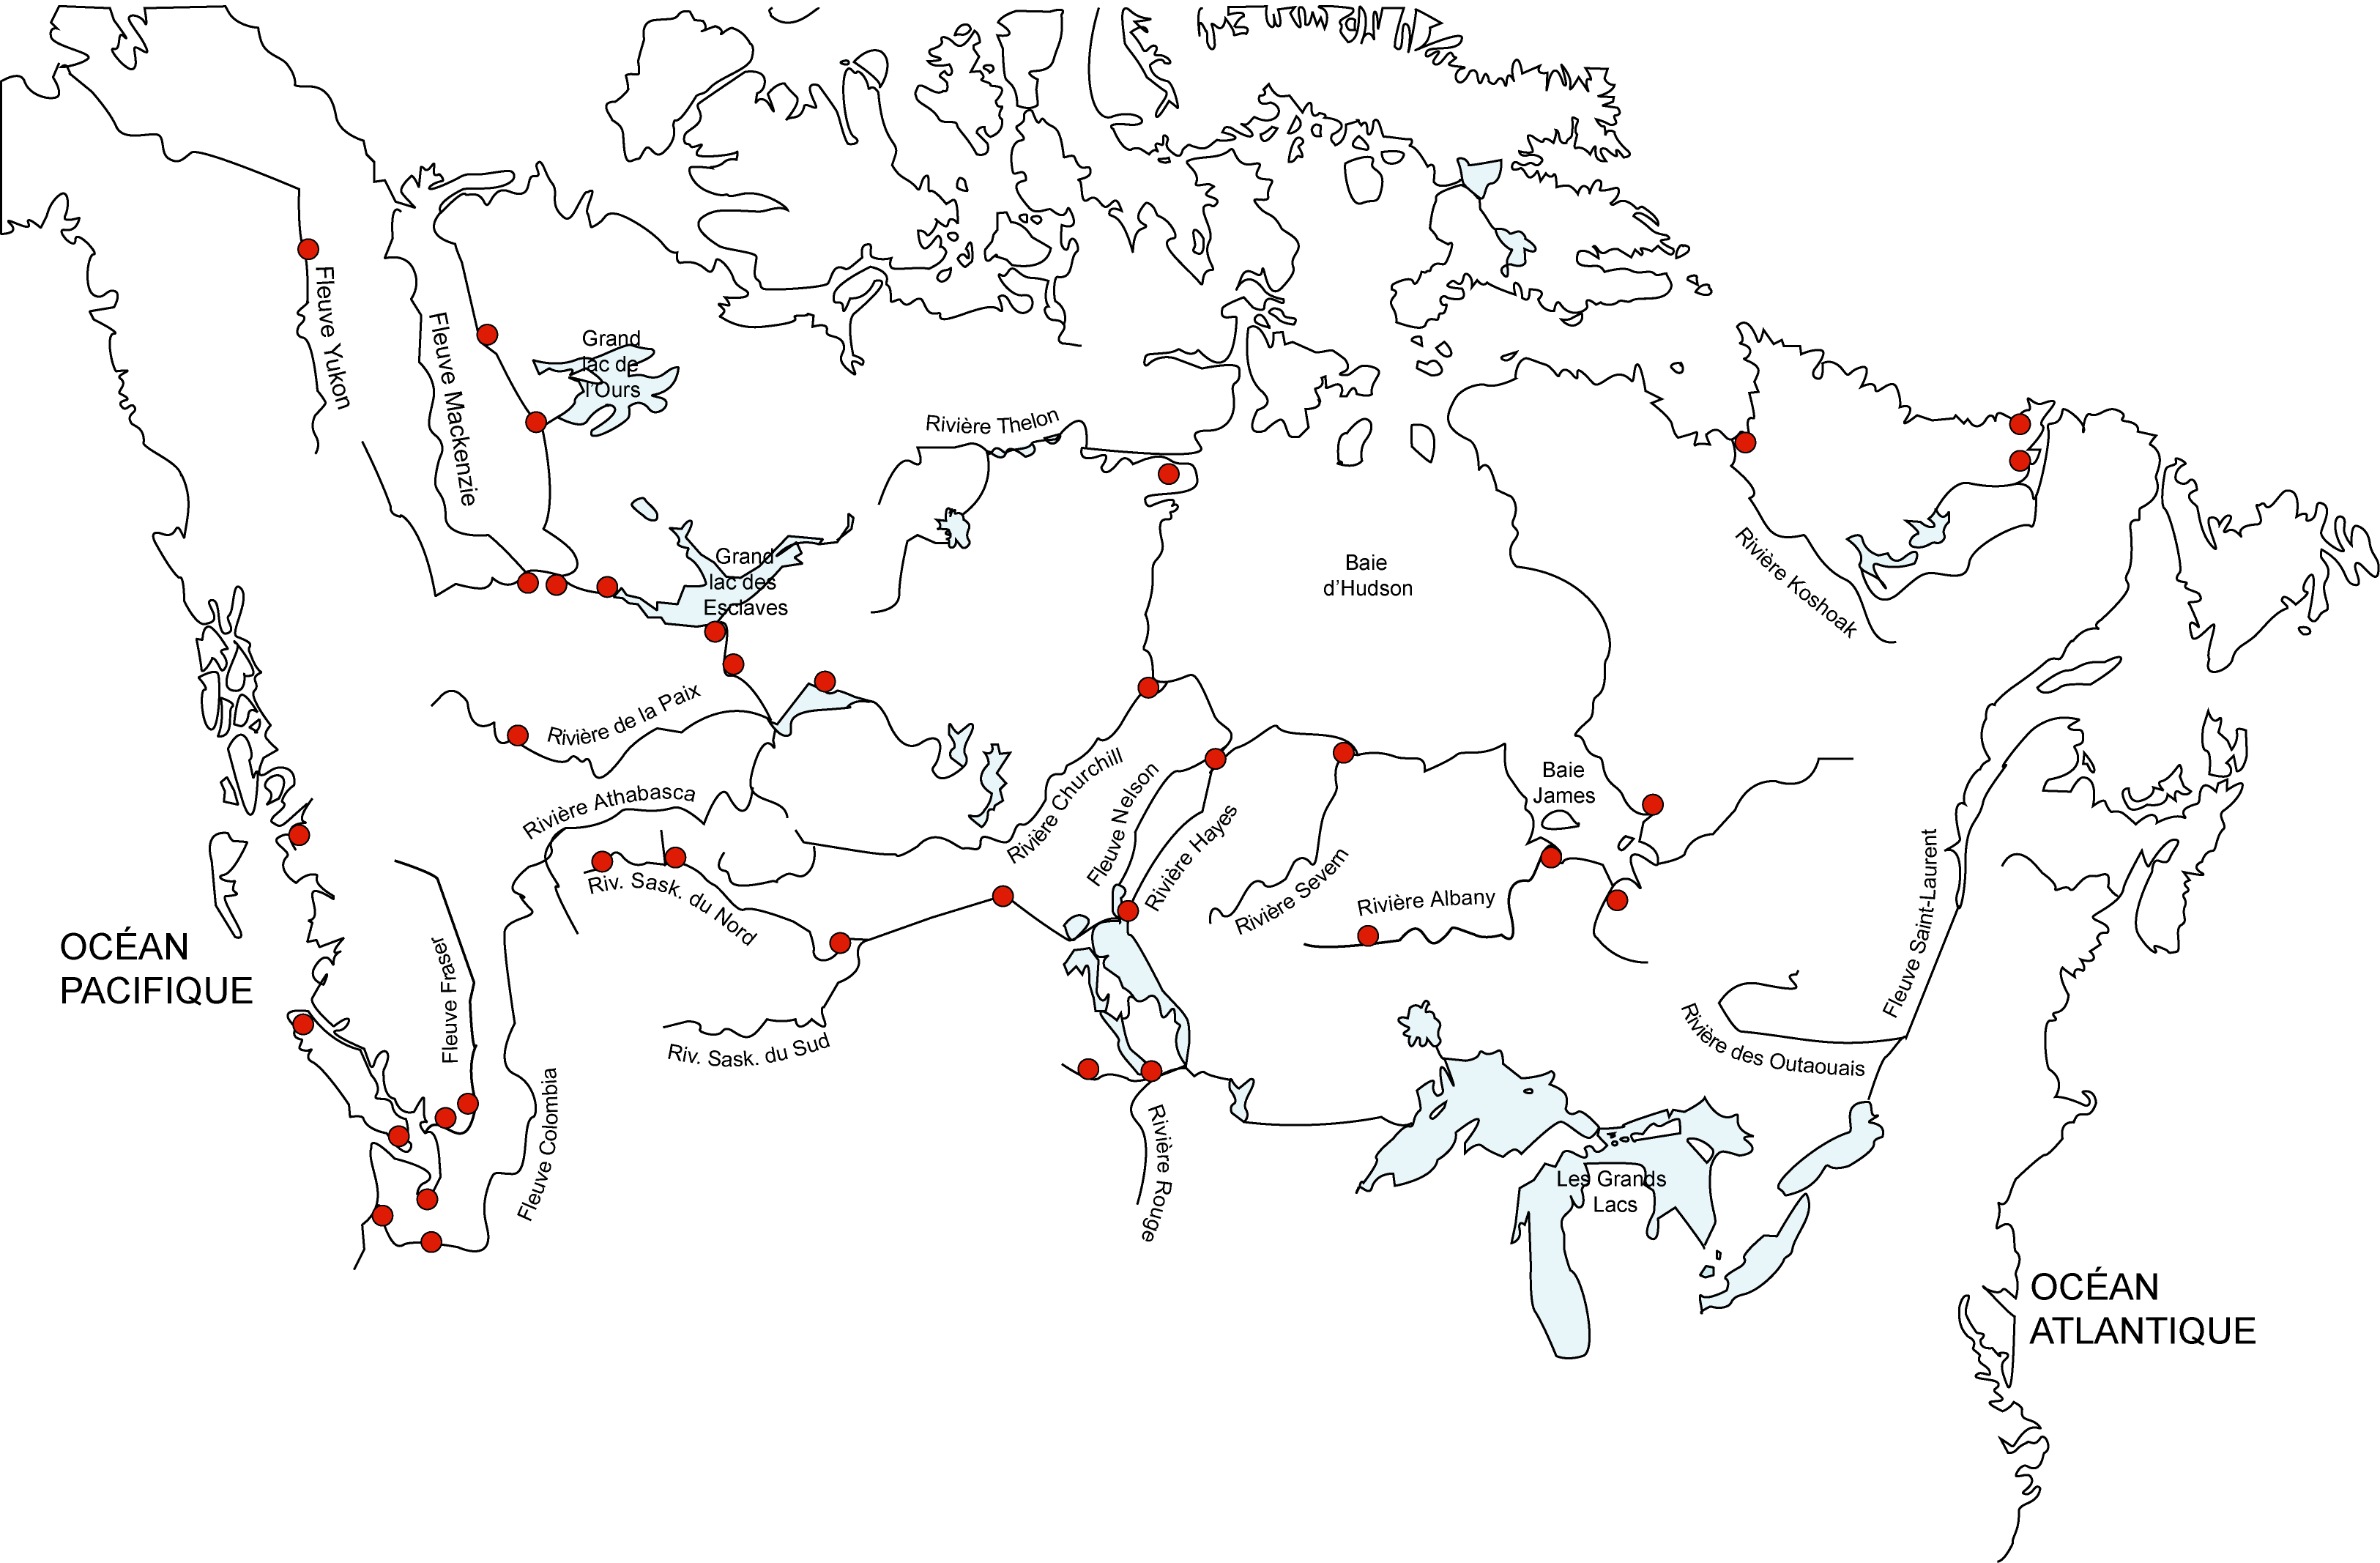 Fleuve Yukon
Fleuve Mackenzie
Grand
lac de
l'Ours
Rivière Thelon
Grand
lac des
Esclaves
Baie
d'Hudson
Rivière Koshoak
Rivière de la Paix
Rivière Athabasca
Rivière Churchill
Fleuve Nelson
Rivière Hayes
Baie
James
Riv. Sask. du Nord
Rivière Severn
Rivière Albany
Fleuve Saint-Laurent
OCÉAN
PACIFIQUE
Fleuve Fraser
Riv. Sask. du Sud
Rivière des Outaouais
Fleuve Colombia
Rivière Rouge
Les Grands
Lacs
OCÉAN
ATLANTIQUE